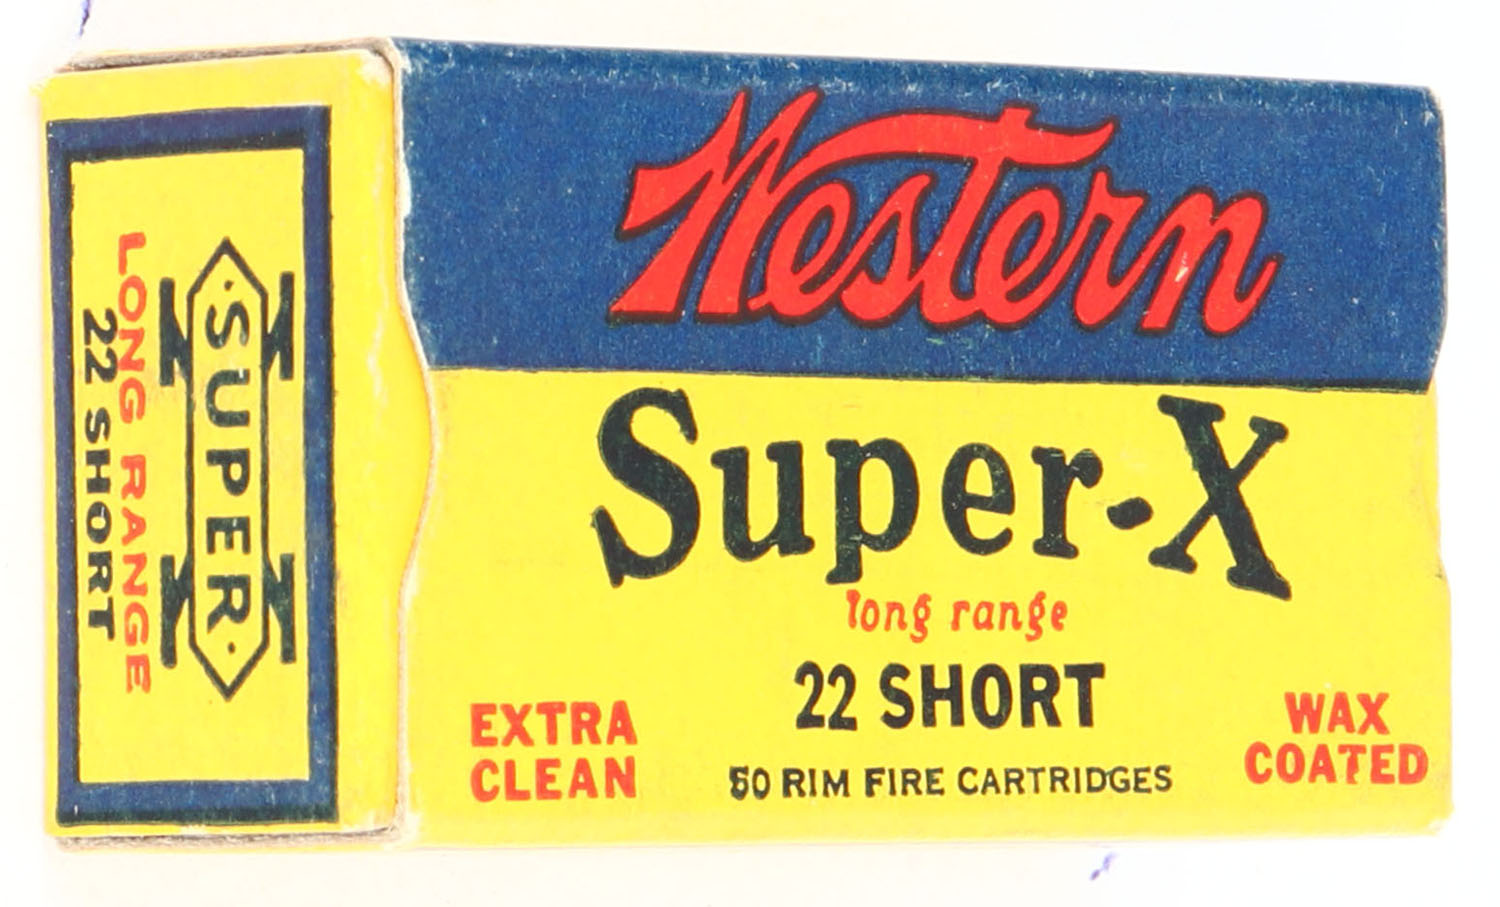 Western
Super-X
long range
22 SHORT
EXTRA
CLEAN
50 RIM FIRE CARTRIDGES
WAX
COATED
·SUPER·
X X
LONG RANGE
22 SHORT